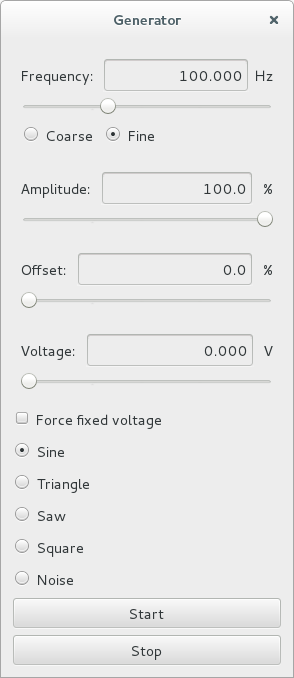 Generator
Frequency: 100.000 Hz
Coarse Fine
Amplitude: 100.0 %
Offset: 0.0 %
Voltage: 0.000 V
Force fixed voltage
Sine
Triangle
Saw
Square
Noise
Start
Stop